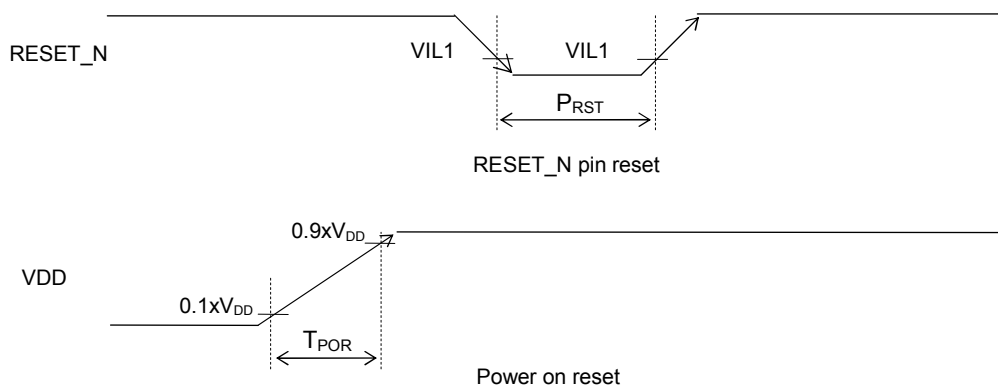 RESET_N
VIL1
VIL1
PRST
RESET_N pin reset
0.9xVDD
VDD
0.1xVDD
TPOR
Power on reset